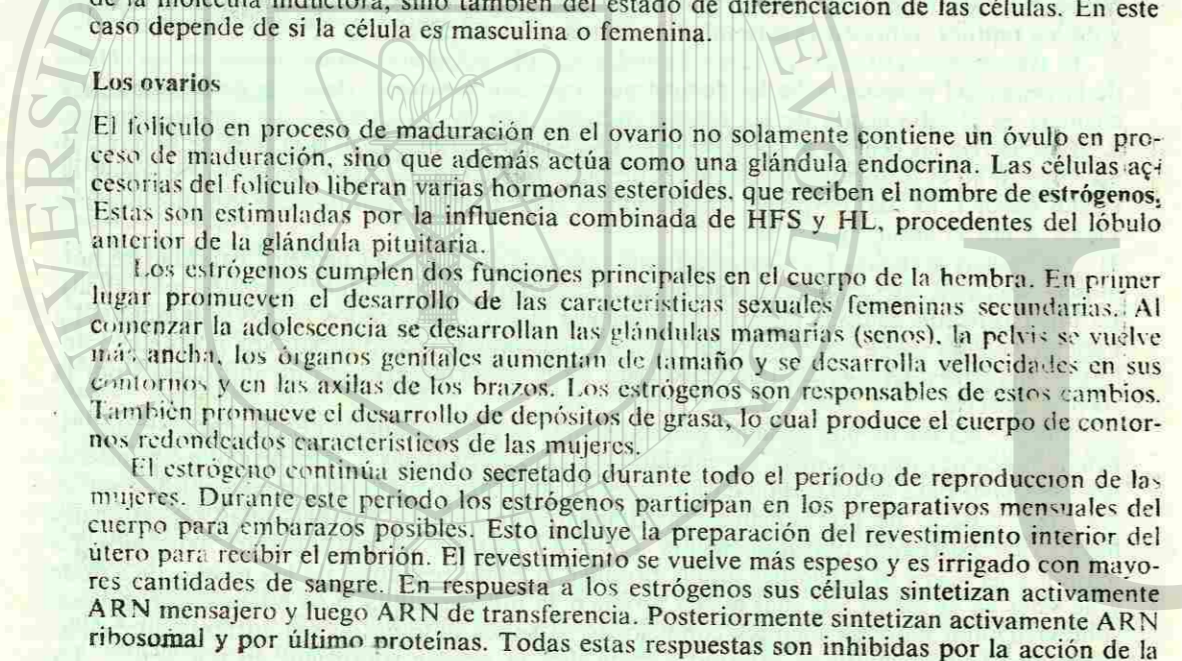 de la molécula inductora, sino también del estado de diferenciación de las células. En este
caso depende de si la célula es masculina o femenina.
Los ovarios
El folículo en proceso de maduración en el ovario no solamente contiene un óvulo en pro-
ceso de maduración, sino que además actúa como una glándula endocrina. Las células ac-
cesorias del folículo liberan varias hormonas esteroides. que reciben el nombre de estrógenos.
Estas son estimuladas por la influencia combinada de HFS y HL, procedentes del lóbulo
anterior de la glándula pituitaria.
Los estrógenos cumplen dos funciones principales en el cuerpo de la hembra. En primer
lugar promueven el desarrollo de las características sexuales femeninas secundarias. Al
comenzar la adolescencia se desarrollan las glándulas mamarias (senos), la pelvis se vuelve
más ancha, los órganos genitales aumentan de tamaño y se desarrolla vellocidades en sus
contornos y en las axilas de los brazos. Los estrógenos son responsables de estos cambios.
También promueve el desarrollo de depósitos de grasa, lo cual produce el cuerpo de contor-
nos redondeados característicos de las mujeres.
El estrógeno continúa siendo secretado durante todo el período de reproducción de las
mujeres. Durante este período los estrógenos participan en los preparativos mensuales del
cuerpo para embarazos posibles. Esto incluye la preparación del revestimiento interior del
útero para recibir el embrión. El revestimiento se vuelve más espeso y es irrigado con mayo-
res cantidades de sangre. En respuesta a los estrógenos sus células sintetizan activamente
ARN mensajero y luego ARN de transferencia. Posteriormente sintetizan activamente ARN
ribosomal y por último proteínas. Todas estas respuestas son inhibidas por la acción de la